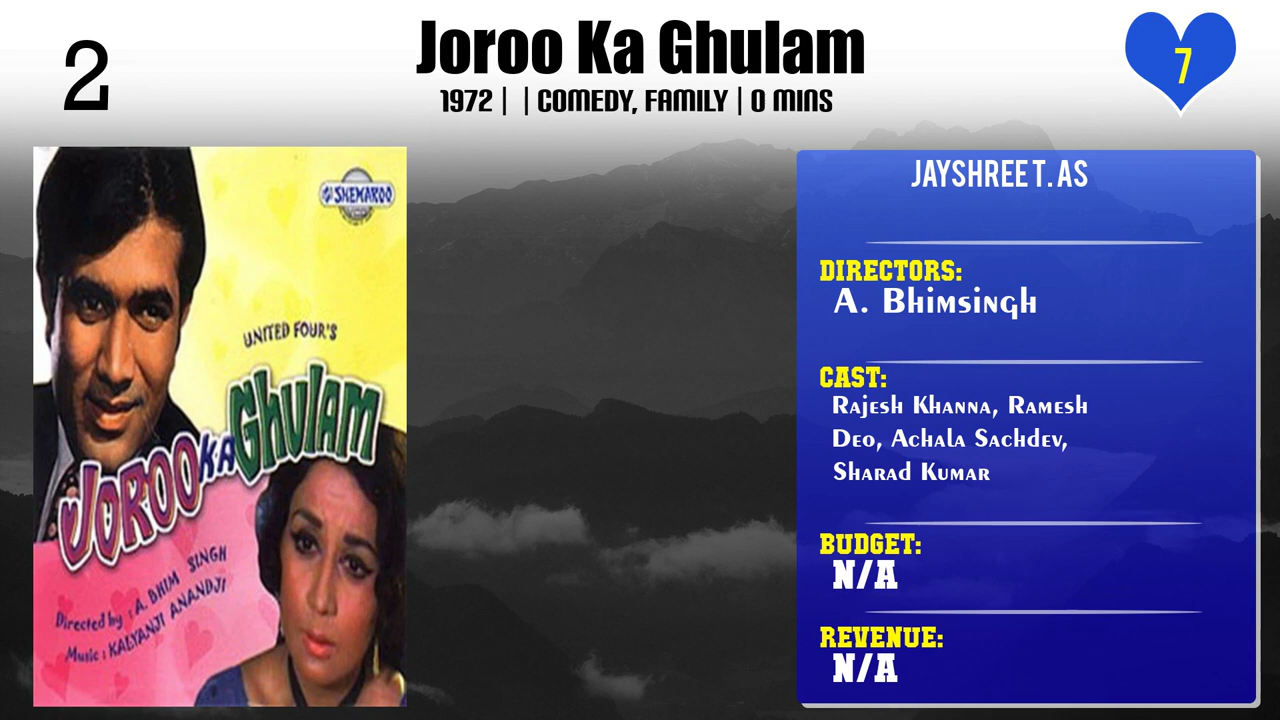 2
Joroo Ka Ghulam
1972 | | COMEDY, FAMILY | 0 MINS
7
SHEMAROO
UNITED FOUR'S
JOROO KA GHULAM
Directed by : A. BHIM SINGH
Music : KALYANJI ANANDJI
JAYSHREE T. AS
DIRECTORS:
A. Bhimsingh
CAST:
Rajesh Khanna, Ramesh
Deo, Achala Sachdev,
Sharad Kumar
BUDGET:
N/A
REVENUE:
N/A